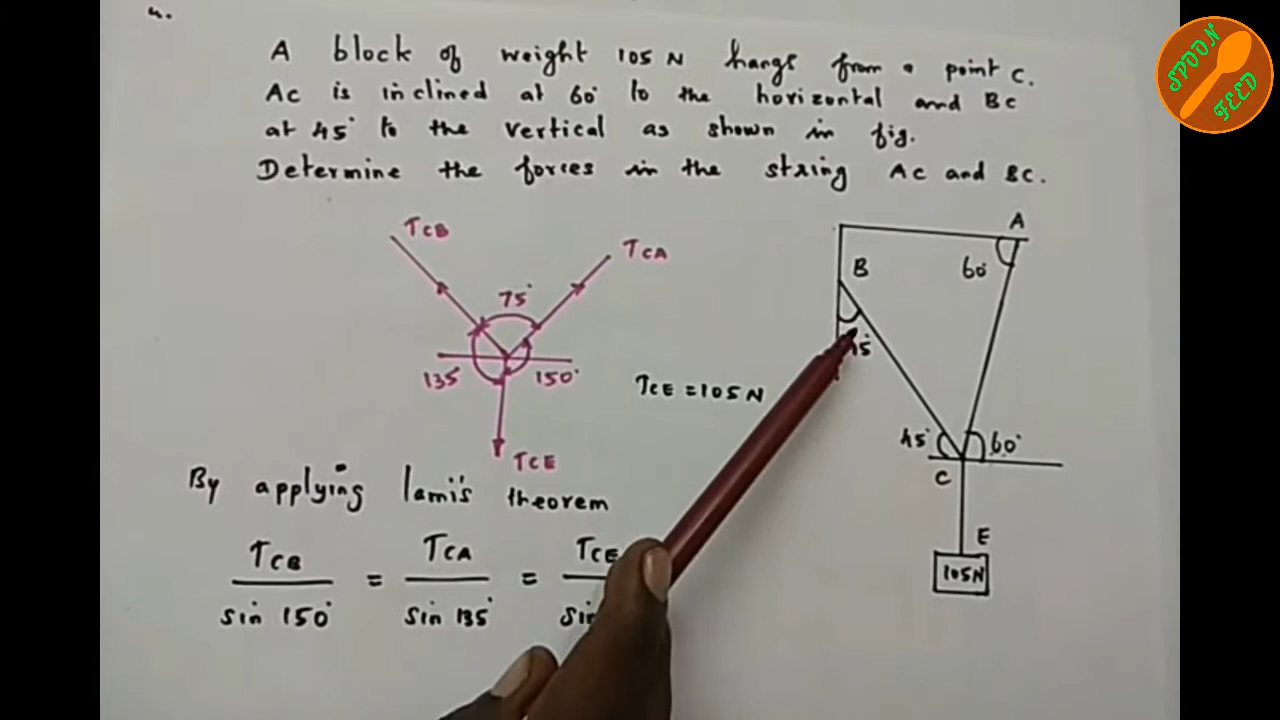 4.
A block of weight 105 N hangs from a point C.
AC is inclined at 60° to the horizontal and BC
at 45° to the vertical as shown in fig.
Determine the forces in the string AC and BC.
SPOON
FEED
TCB
TCA
75°
135°
150°
TCE
TCE = 105 N
A
60°
B
45°
60°
C
E
105N
By applying lami's theorem
TCB = TCA = TCE
sin 150° sin 135°